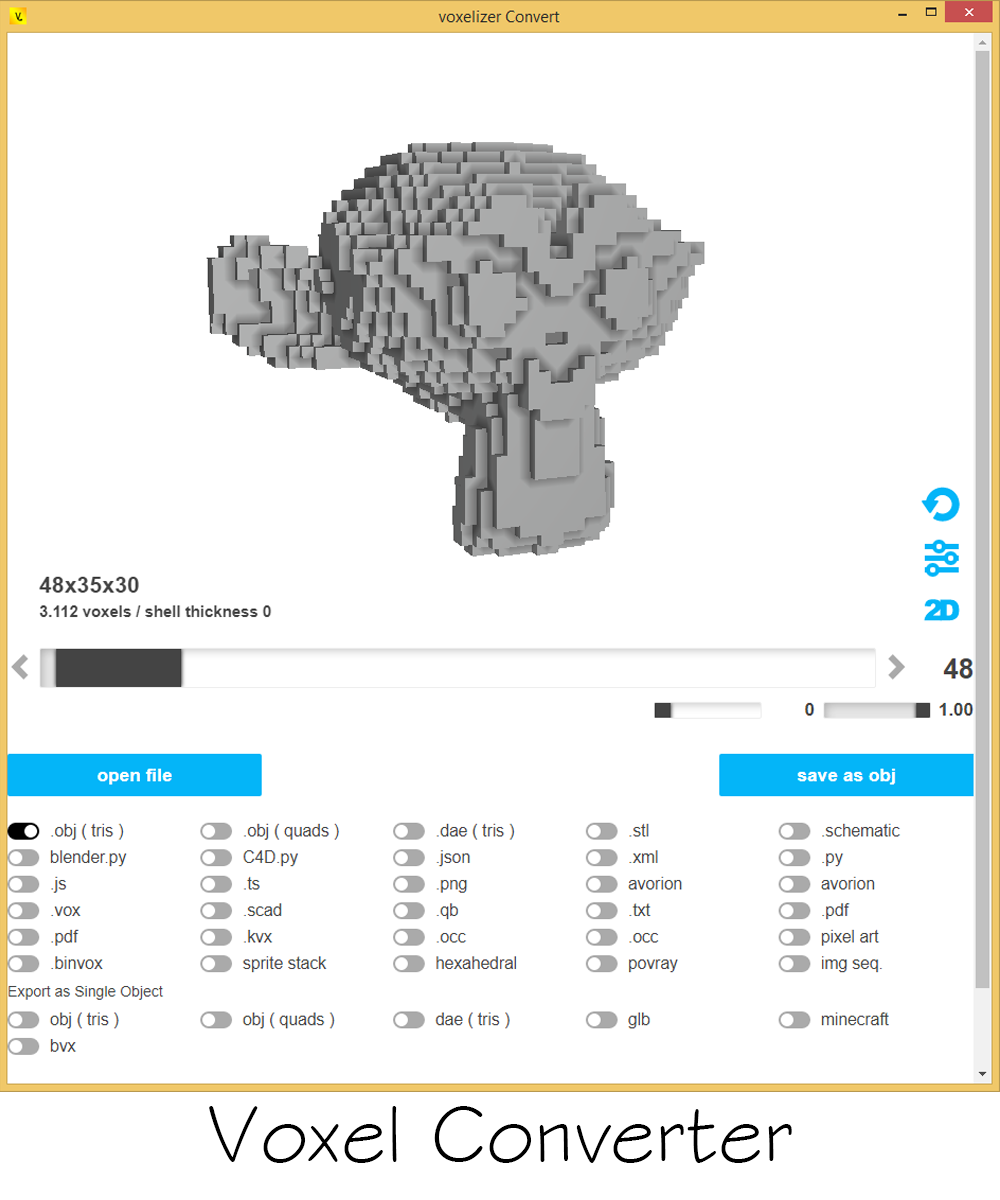 voxelizer Convert
2D
48x35x30
3.112 voxels / shell thickness 0
48
0 1.00
open file save as obj
.obj ( tris ) .obj ( quads ) .dae ( tris ) .stl .schematic
blender.py C4D.py .json .xml .py
.js .ts .png avorion avorion
.vox .scad .qb .txt .pdf
.pdf .kvx .occ .occ pixel art
.binvox sprite stack hexahedral povray img seq.
Export as Single Object
obj ( tris ) obj ( quads ) dae ( tris ) glb minecraft
bvx
Voxel Converter